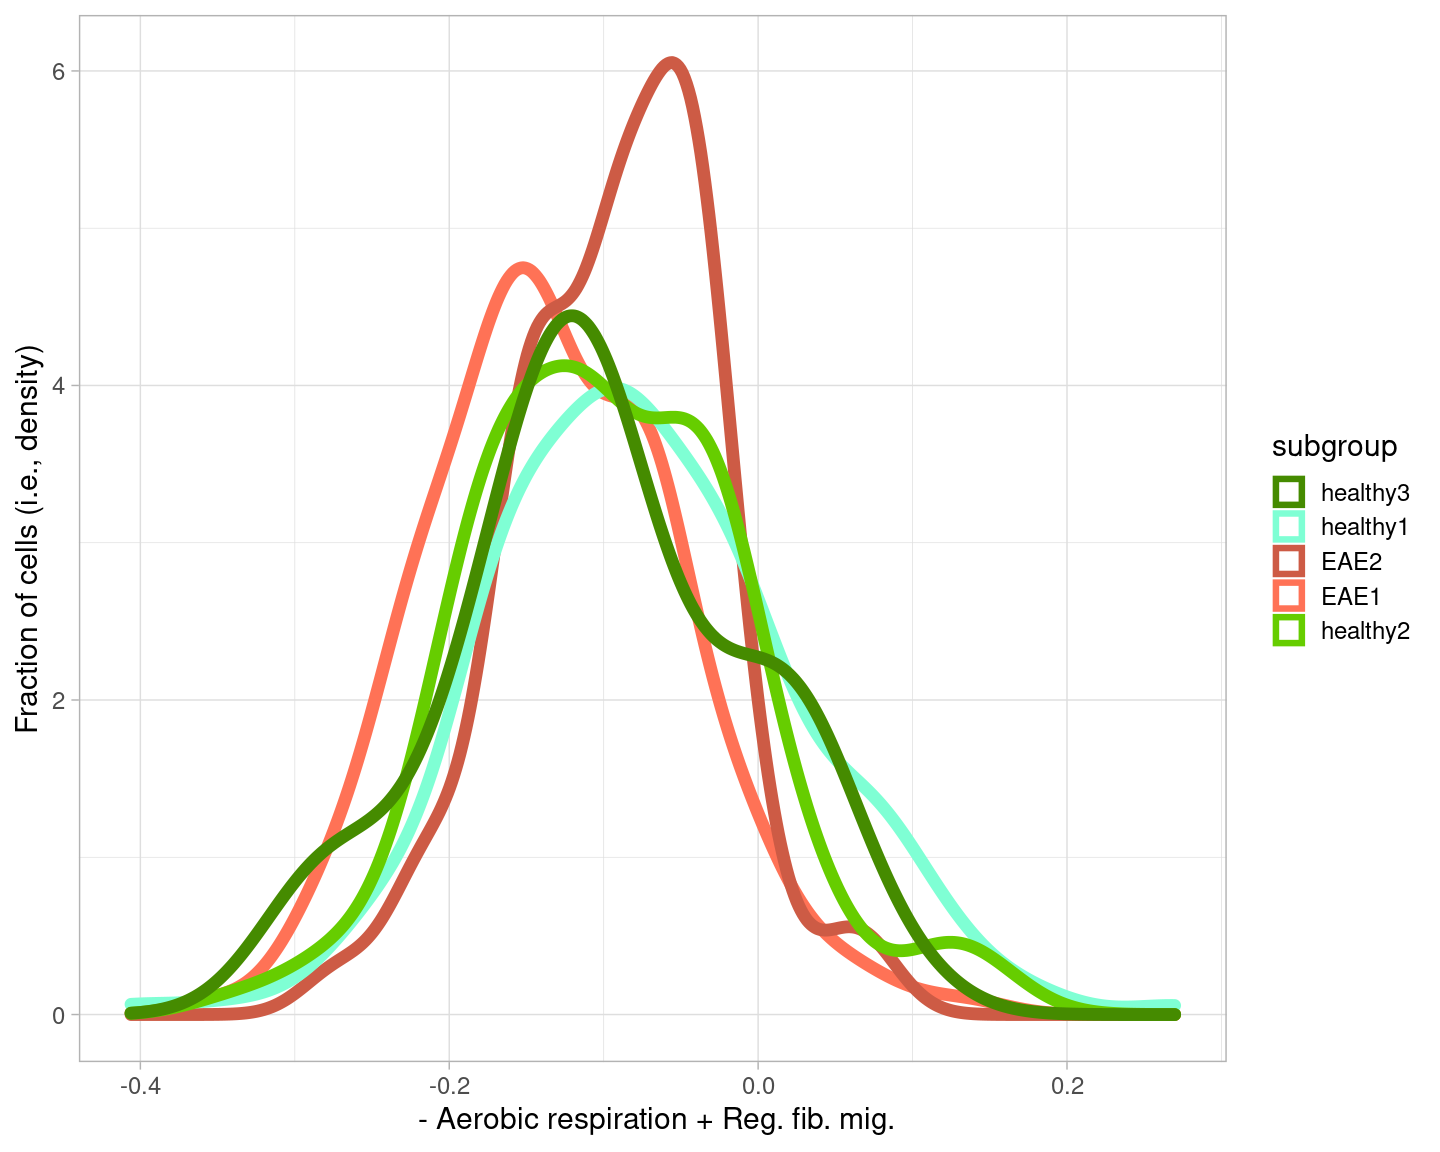 6
4
2
0
-0.4
-0.2
0.0
0.2
Fraction of cells (i.e., density)
- Aerobic respiration + Reg. fib. mig.
subgroup
healthy3
healthy1
EAE2
EAE1
healthy2